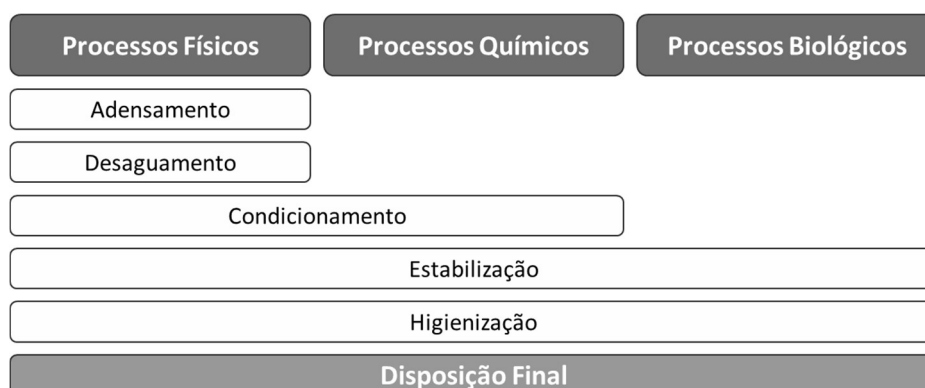 Processos Físicos
Processos Químicos
Processos Biológicos
Adensamento
Desaguamento
Condicionamento
Estabilização
Higienização
Disposição Final